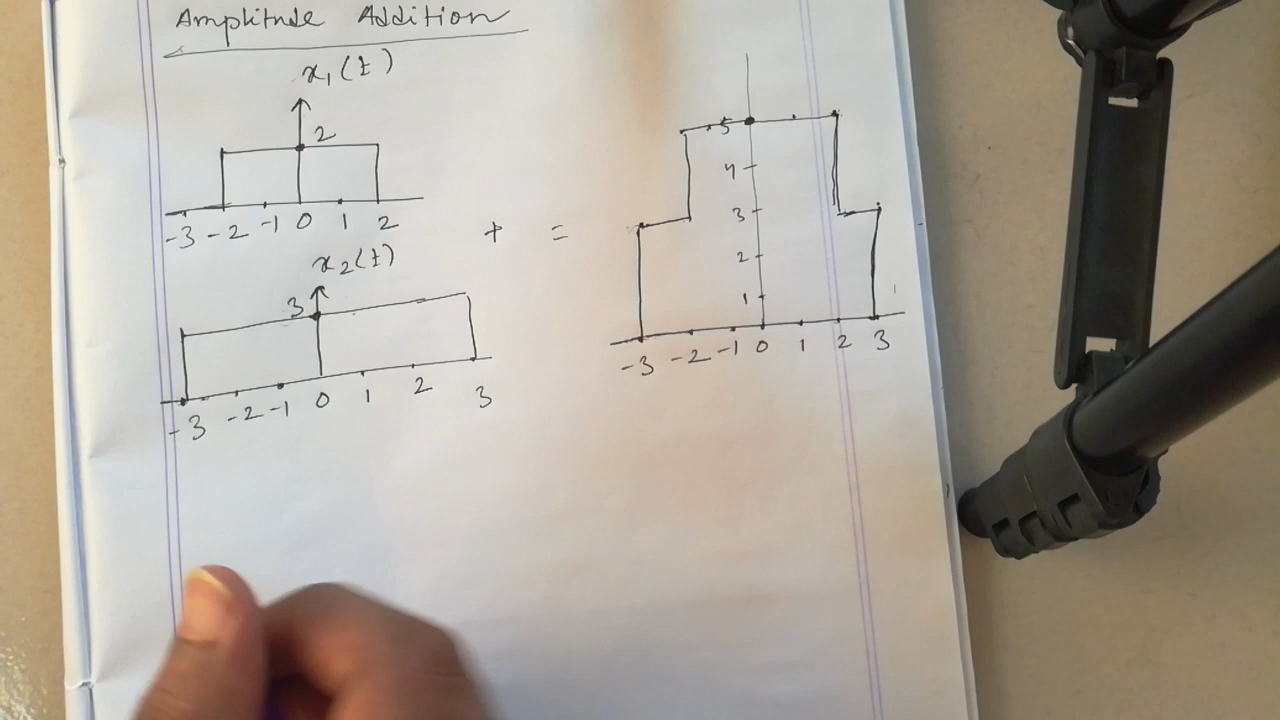 Amplitude Addition
x₁(t)
2
-3 -2 -1 0 1 2
x₂(t)
3
-3 -2 -1 0 1 2 3
+ =
5
4
3
2
1
-3 -2 -1 0 1 2 3